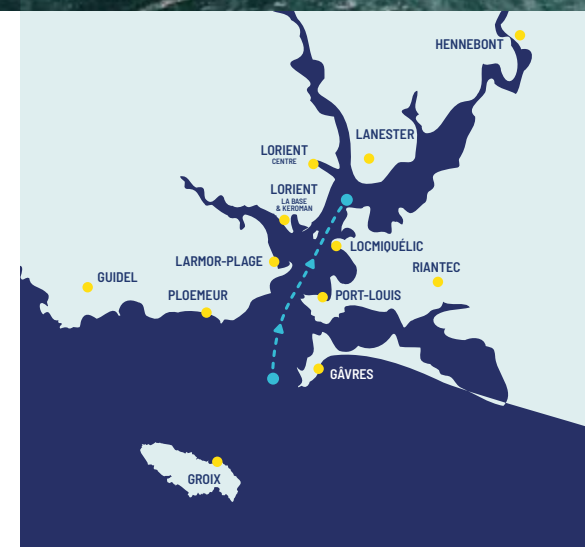 HENNEBONT
LANESTER
LORIENT
CENTRE
LORIENT
LA BASE
& KEROMAN
LOCMIQUÉLIC
LARMOR-PLAGE
RIANTEC
GUIDEL
PLOEMEUR
PORT-LOUIS
GÂVRES
GROIX